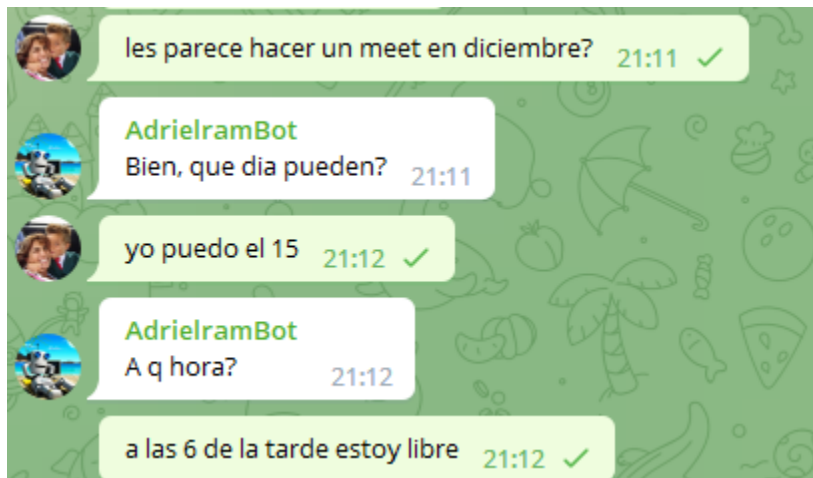 les parece hacer un meet en diciembre? 21:11
AdrielramBot
Bien, que dia pueden? 21:11
yo puedo el 15 21:12
AdrielramBot
A q hora? 21:12
a las 6 de la tarde estoy libre 21:12